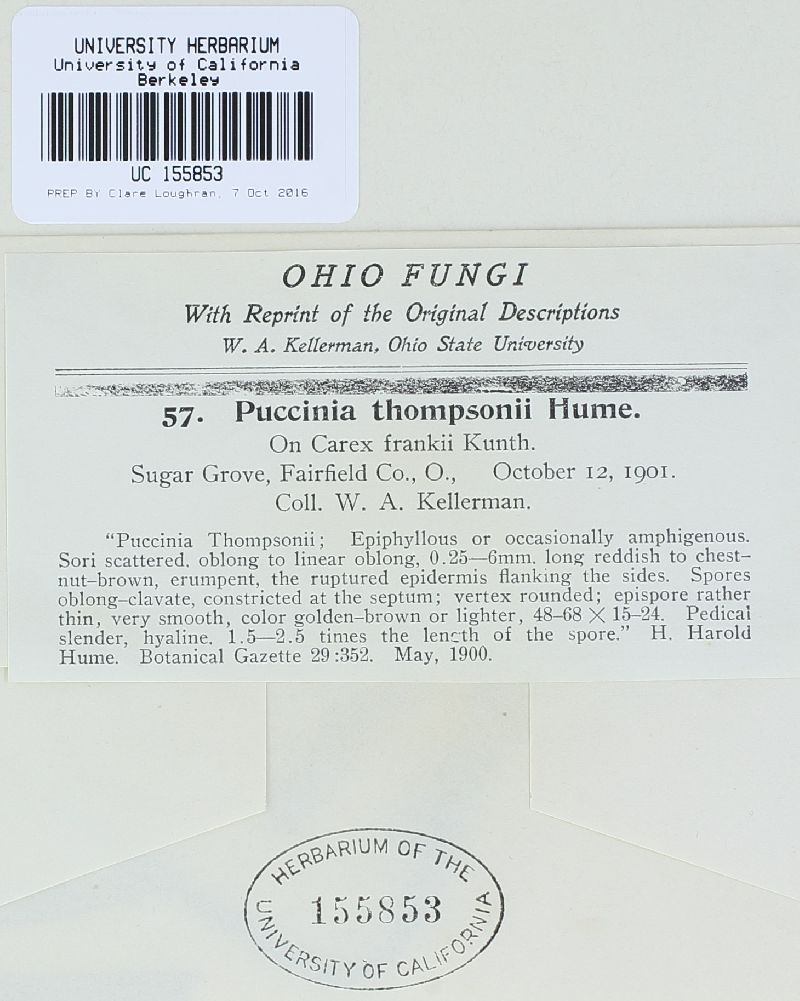 UNIVERSITY HERBARIUM
University of California
Berkeley
UC 155853
PREP BY Clare Loughran, 7 Oct 2016
OHIO FUNGI
With Reprint of the Original Descriptions
W. A. Kellerman, Ohio State University
57. Puccinia thompsonii Hume.
On Carex frankii Kunth.
Sugar Grove, Fairfield Co., O., October 12, 1901.
Coll. W. A. Kellerman.
"Puccinia Thompsonii; Epiphyllous or occasionally amphigenous.
Sori scattered, oblong to linear oblong, 0.25—6mm. long reddish to chest-
nut-brown, erumpent, the ruptured epidermis flanking the sides. Spores
oblong-clavate, constricted at the septum; vertex rounded; epispore rather
thin, very smooth, color golden-brown or lighter, 48-68 X 15-24. Pedical
slender, hyaline, 1.5—2.5 times the length of the spore." H. Harold
Hume. Botanical Gazette 29:352. May, 1900.
HERBARIUM OF THE
155853
UNIVERSITY OF CALIFORNIA